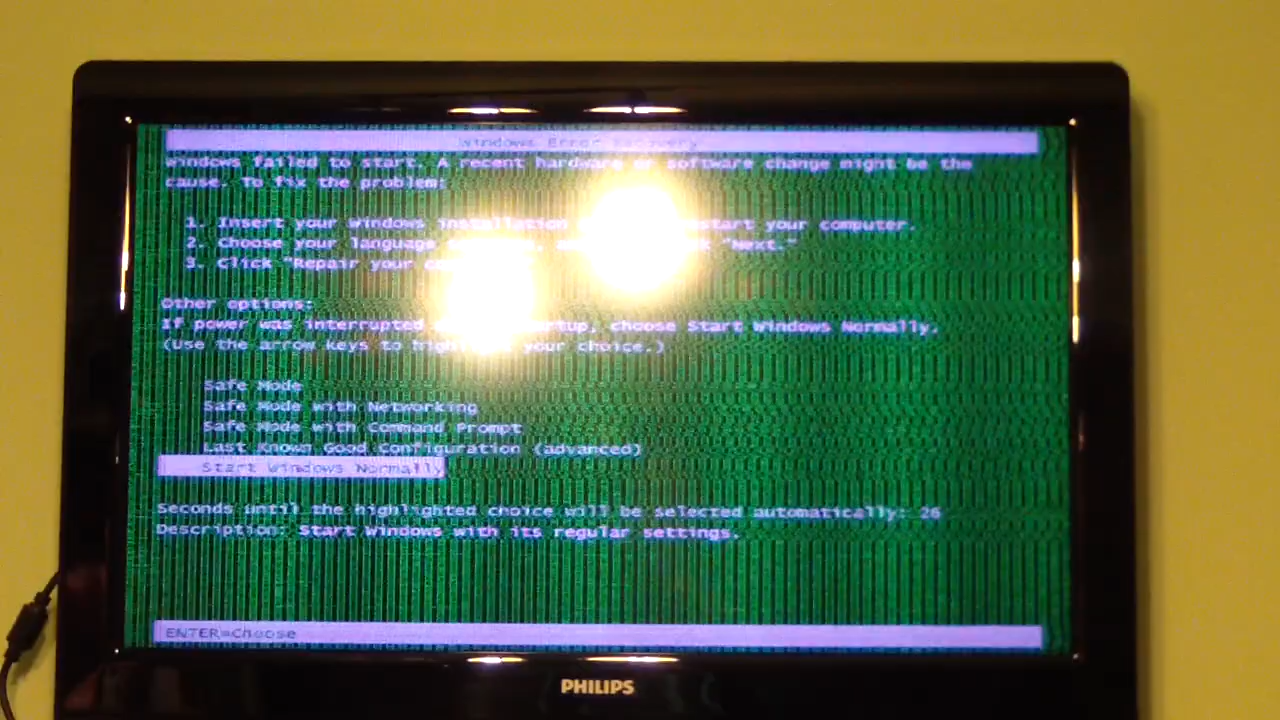 Windows Error Recovery
Windows failed to start. A recent hardware or software change might be the
cause. To fix the problem:
1. Insert your Windows installation start your computer.
2. Choose your language "Next."
3. Click "Repair your
Other options:
If power was interrupted startup, choose Start Windows Normally.
(Use the arrow keys to highlight your choice.)
Safe Mode
Safe Mode with Networking
Safe Mode with Command Prompt
Last Known Good Configuration (advanced)
Start Windows Normally
Seconds until the highlighted choice will be selected automatically: 26
Description: Start Windows with its regular settings.
ENTER=Choose
PHILIPS